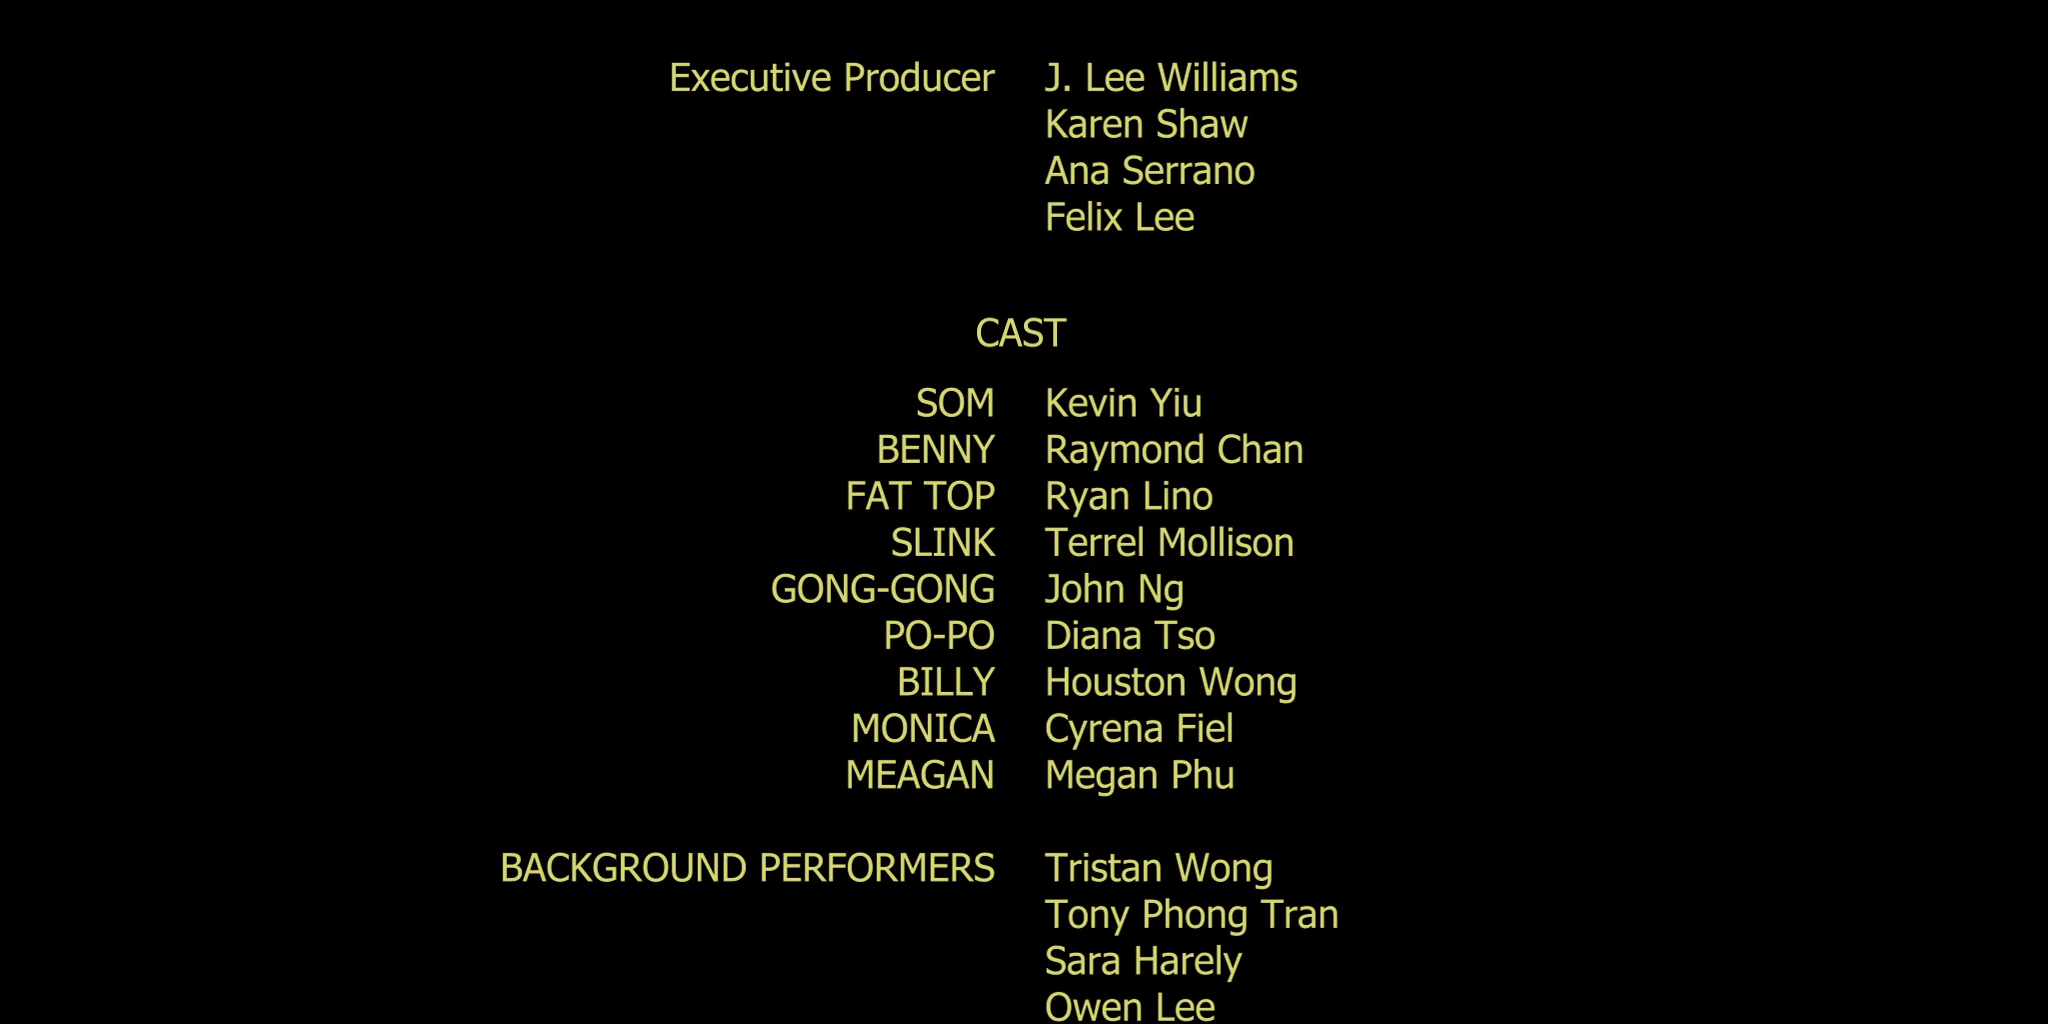 Executive Producer J. Lee Williams
Karen Shaw
Ana Serrano
Felix Lee
CAST
SOM Kevin Yiu
BENNY Raymond Chan
FAT TOP Ryan Lino
SLINK Terrel Mollison
GONG-GONG John Ng
PO-PO Diana Tso
BILLY Houston Wong
MONICA Cyrena Fiel
MEAGAN Megan Phu
BACKGROUND PERFORMERS Tristan Wong
Tony Phong Tran
Sara Harely
Owen Lee